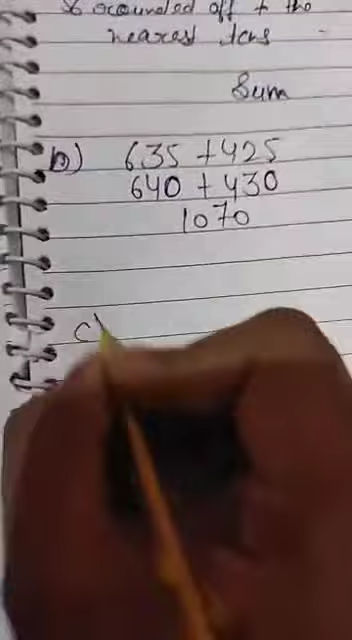 & rounded off to the
nearest tens
Sum
b) 635 + 425
640 + 430
1070
c)